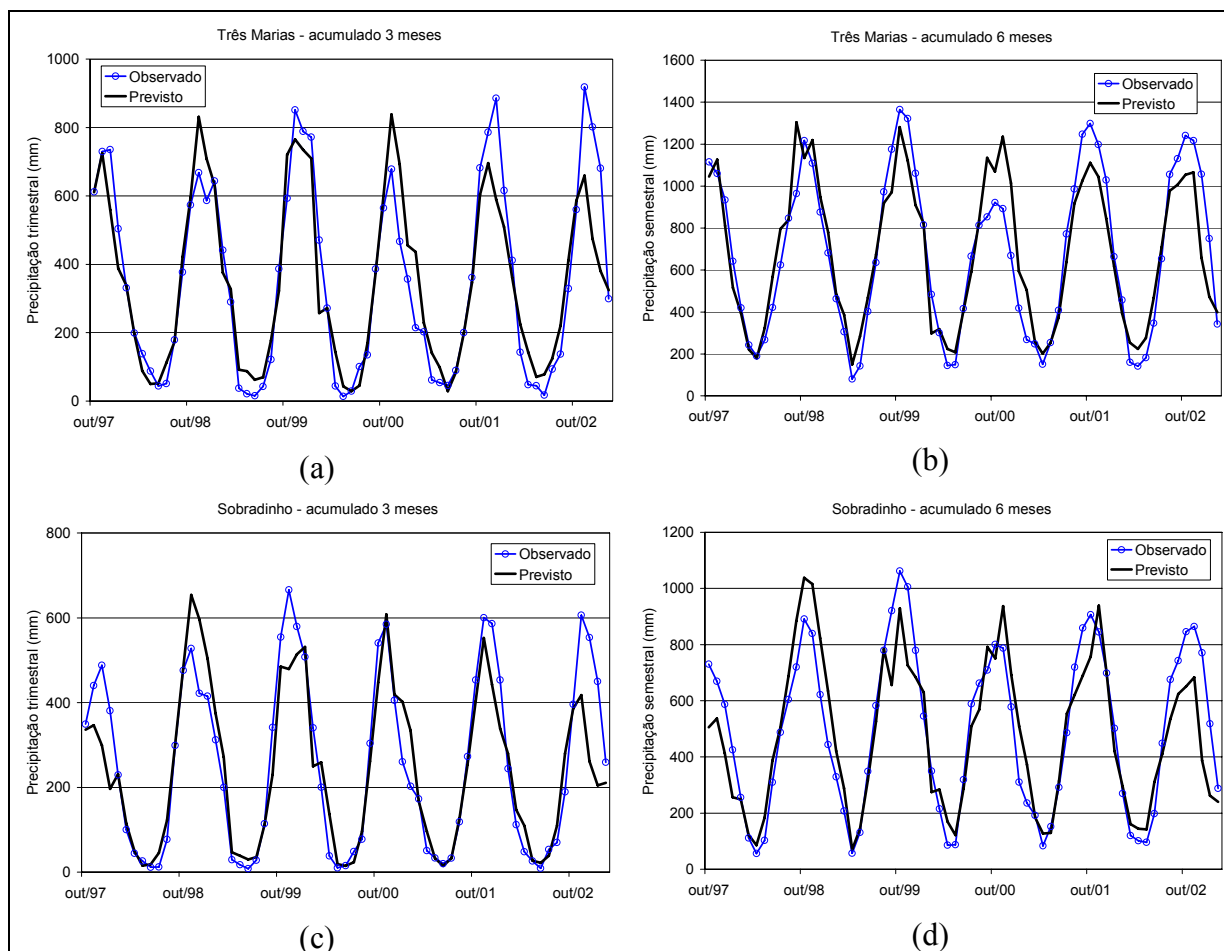 Três Marias - acumulado 3 meses
Precipitação trimestral (mm)
1000
800
600
400
200
0
Observado
Previsto
out/97
out/98
out/99
out/00
out/01
out/02
(a)
Três Marias - acumulado 6 meses
Precipitação semestral (mm)
1600
1400
1200
1000
800
600
400
200
0
Observado
Previsto
out/97
out/98
out/99
out/00
out/01
out/02
(b)
Sobradinho - acumulado 3 meses
Precipitação trimestral (mm)
800
600
400
200
0
Observado
Previsto
out/97
out/98
out/99
out/00
out/01
out/02
(c)
Sobradinho - acumulado 6 meses
Precipitação semestral (mm)
1200
1000
800
600
400
200
0
Observado
Previsto
out/97
out/98
out/99
out/00
out/01
out/02
(d)